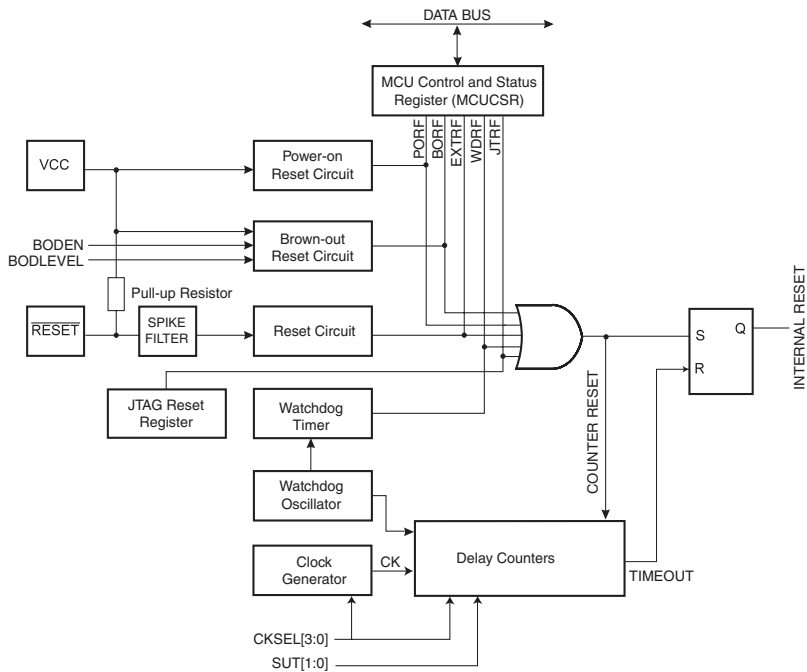 DATA BUS
MCU Control and Status
Register (MCUCSR)
PORF
BORF
EXTRF
WDRF
JTRF
VCC
Power-on
Reset Circuit
BODEN
BODLEVEL
Brown-out
Reset Circuit
Pull-up Resistor
RESET
SPIKE
FILTER
Reset Circuit
JTAG Reset
Register
Watchdog
Timer
Watchdog
Oscillator
Clock
Generator
CK
Delay Counters
CKSEL[3:0]
SUT[1:0]
COUNTER RESET
TIMEOUT
S
R
Q
INTERNAL RESET